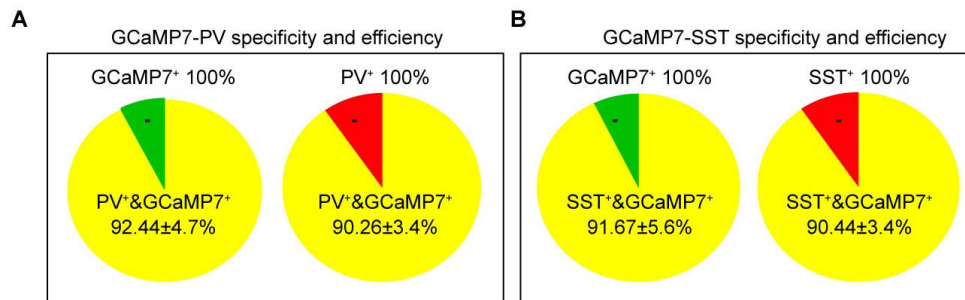 A
GCaMP7-PV specificity and efficiency
GCaMP7⁺ 100%
PV⁺ 100%
-
-
PV⁺&GCaMP7⁺
92.44±4.7%
PV⁺&GCaMP7⁺
90.26±3.4%
B
GCaMP7-SST specificity and efficiency
GCaMP7⁺ 100%
SST⁺ 100%
-
-
SST⁺&GCaMP7⁺
91.67±5.6%
SST⁺&GCaMP7⁺
90.44±3.4%